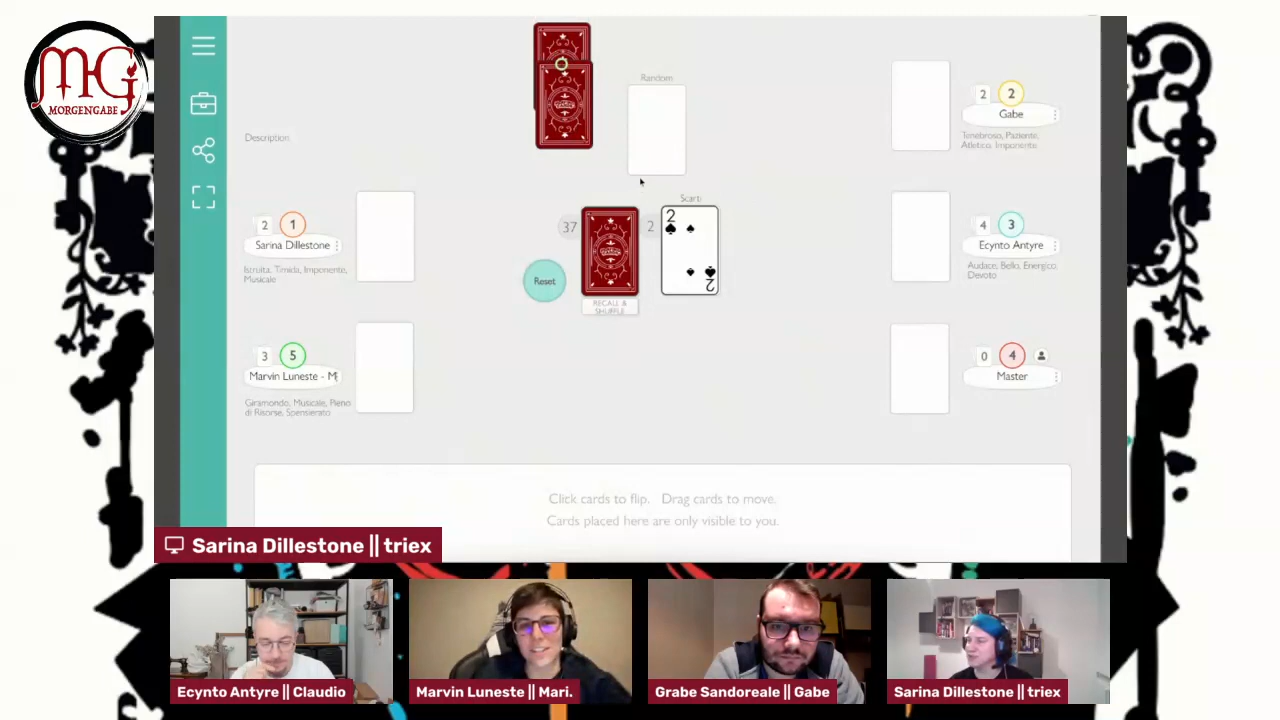 MG
MORGENGABE
Random
2 2
Gabe
Tenebroso, Paziente,
Atletico, Imponente
Description
2 1
Sarina Dillestone
Istruita, Timida, Imponente,
Musicale
37
2
Scarti
2
2
Reset
RECALL &
SHUFFLE
4 3
Ecynto Antyre
Audace, Bello, Energico,
Devoto
3 5
Marvin Luneste - M
Giramondo, Musicale, Pieno
di Risorse, Spensierato
0 4
Master
Click cards to flip. Drag cards to move.
Cards placed here are only visible to you.
Sarina Dillestone || triex
Ecynto Antyre || Claudio
Marvin Luneste || Mari.
Grabe Sandoreale || Gabe
Sarina Dillestone || triex